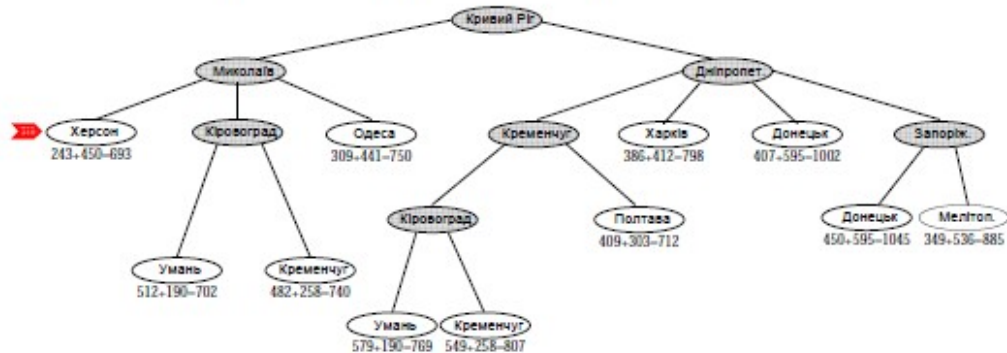 Кривий Ріг
Миколаїв
Дніпропет.
Херсон
243+450–693
Кіровоград
Одеса
309+441–750
Кременчуг
Харків
386+412–798
Донецьк
407+595–1002
Запоріж.
Кіровоград
Полтава
409+303–712
Донецьк
450+595–1045
Мелітоп.
349+536–885
Умань
512+190–702
Кременчуг
482+258–740
Умань
579+190–769
Кременчуг
549+258–807